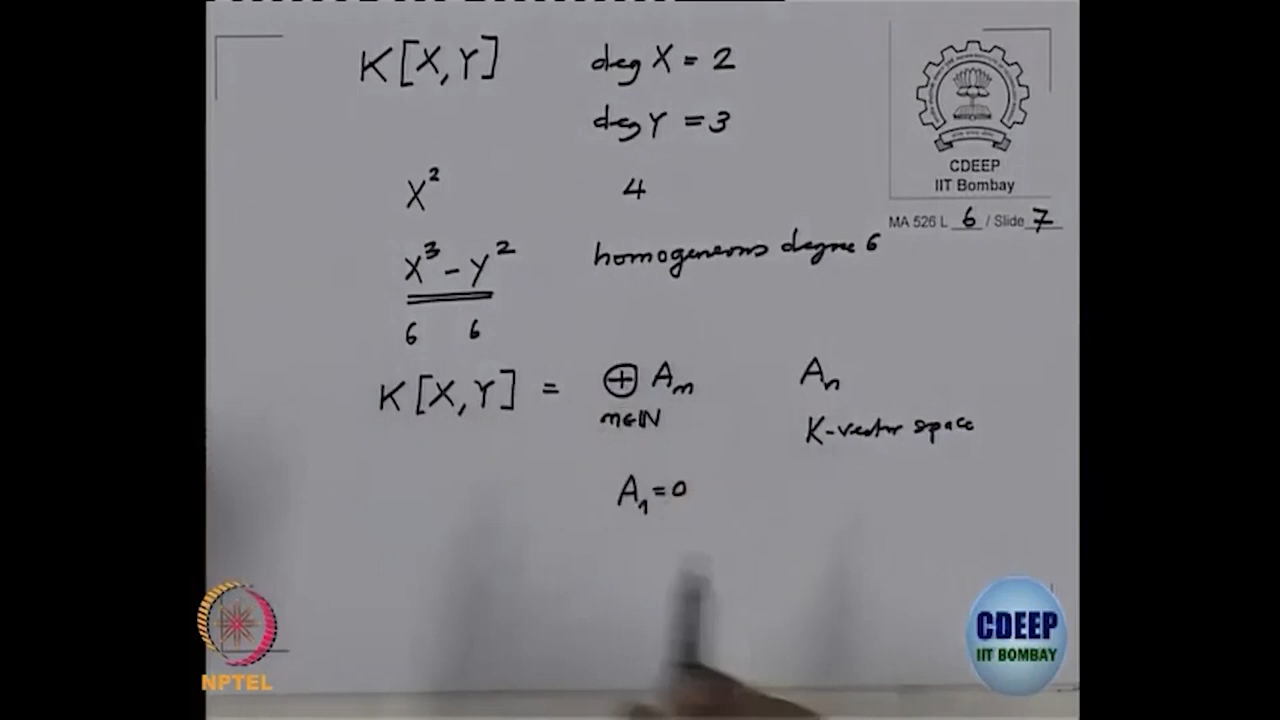 K[X,Y] deg X = 2
deg Y = 3
X² 4
X³ - Y² homogeneous degree 6
6 6
K[X,Y] = ⊕ Aₘ Aₙ
m∈ℕ K-vector space
A₁ = 0
CDEEP
IIT Bombay
MA 526 L 6 / Slide 7
NPTEL
CDEEP
IIT BOMBAY